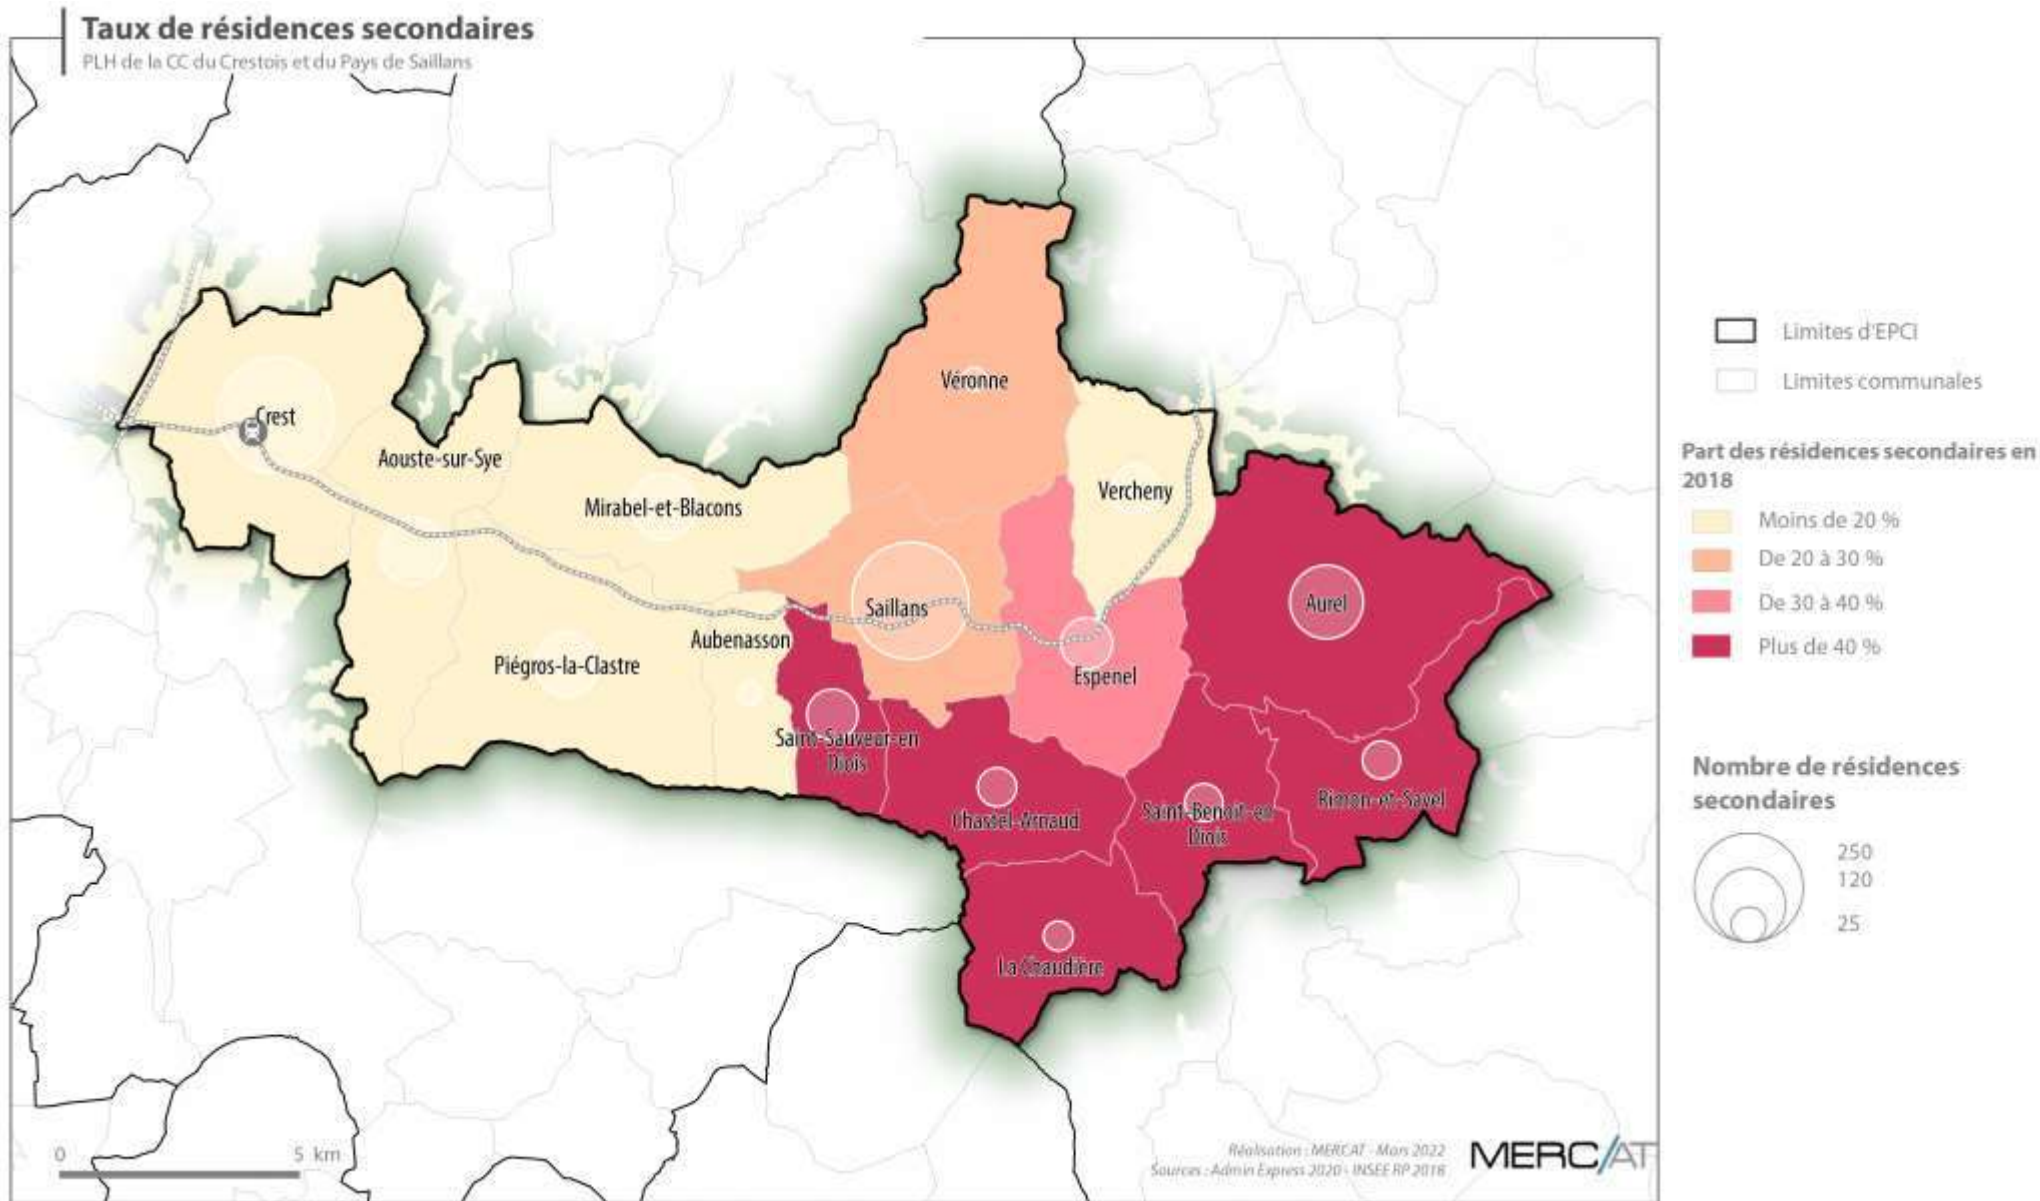 Taux de résidences secondaires
PLH de la CC du Crestois et du Pays de Saillans
Véronne
Crest
Aouste-sur-Sye
Mirabel-et-Blacons
Vercheny
Saillans
Aurel
Aubenasson
Piégros-la-Clastre
Espenel
Saint-Sauveur-en
Diois
Chastel-Arnaud
Saint-Benoit-en
Diois
Rimon-et-Savel
La Chaudière
0 5 km
Réalisation : MERCAT - Mars 2022
Sources : Admin Express 2020 - INSEE RP 2018
MERC/AT
Limites d'EPCI
Limites communales
Part des résidences secondaires en
2018
Moins de 20 %
De 20 à 30 %
De 30 à 40 %
Plus de 40 %
Nombre de résidences
secondaires
250
120
25